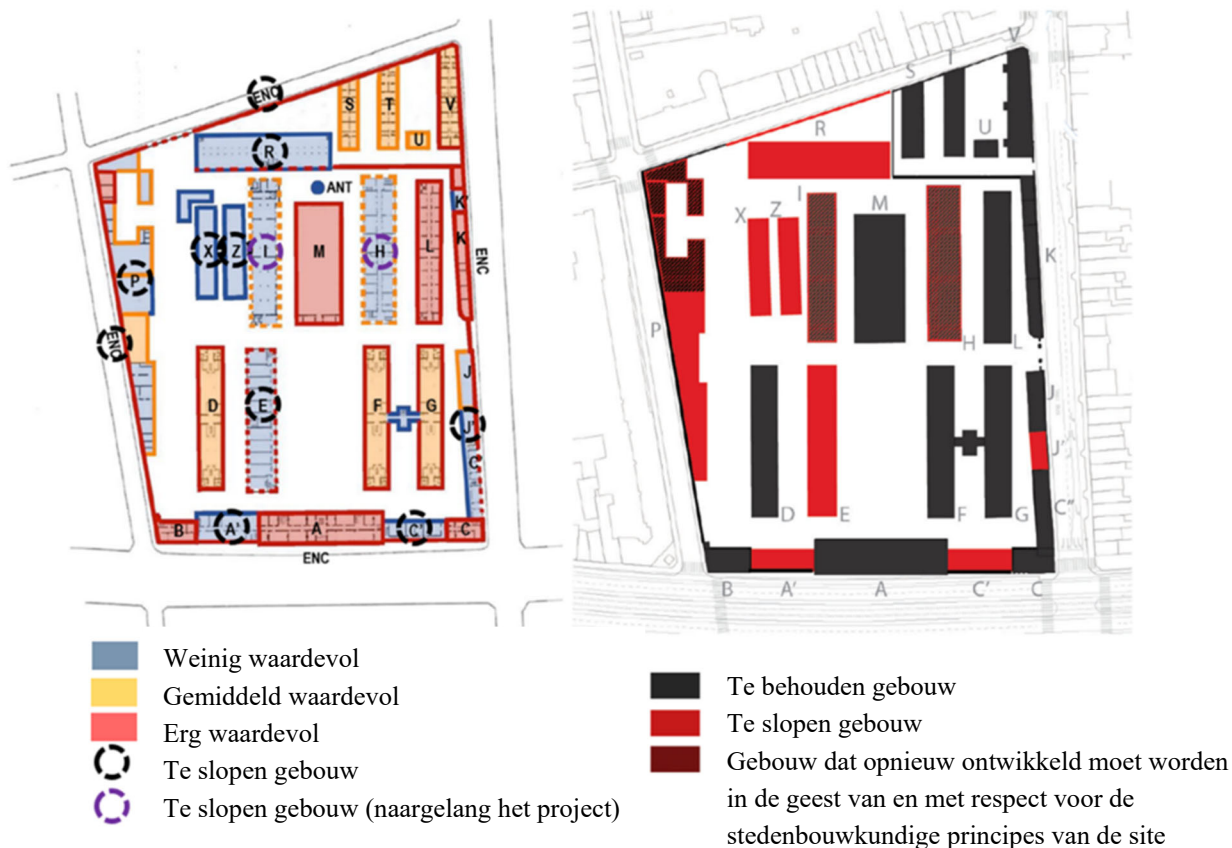 ENC
S
T
V
U
R
ANT
K'
X
Z
I
M
H
L
K
ENC
P
ENC
D
E
F
G
J
J'
C
B
A'
A
C'
C
ENC
V
T
S
R
U
I
M
Z
X
K
P
H
L
J
J'
D
E
F
G
C"
B
A'
A
C'
C
Weinig waardevol
Gemiddeld waardevol
Erg waardevol
Te slopen gebouw
Te slopen gebouw (naargelang het project)
Te behouden gebouw
Te slopen gebouw
Gebouw dat opnieuw ontwikkeld moet worden
in de geest van en met respect voor de
stedenbouwkundige principes van de site